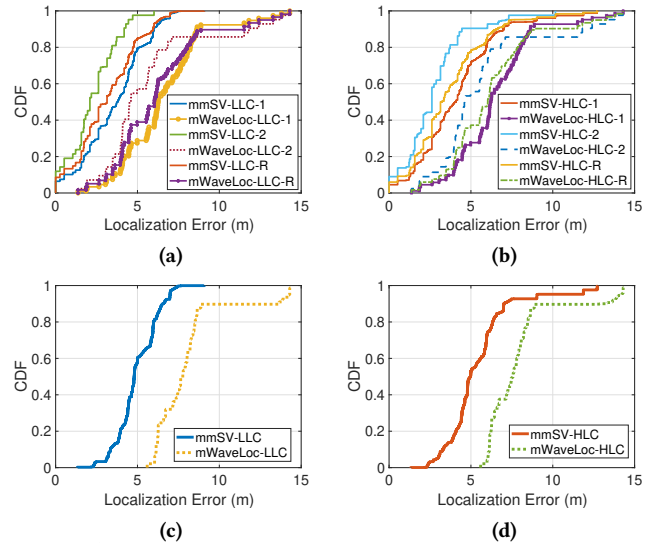 1
0.8
0.6
0.4
0.2
0
CDF
mmSV-LLC-1
mWaveLoc-LLC-1
mmSV-LLC-2
mWaveLoc-LLC-2
mmSV-LLC-R
mWaveLoc-LLC-R
0 5 10 15
Localization Error (m)
(a)
1
0.8
0.6
0.4
0.2
0
CDF
mmSV-HLC-1
mWaveLoc-HLC-1
mmSV-HLC-2
mWaveLoc-HLC-2
mmSV-HLC-R
mWaveLoc-HLC-R
0 5 10 15
Localization Error (m)
(b)
1
0.8
0.6
0.4
0.2
0
CDF
mmSV-LLC
mWaveLoc-LLC
0 5 10 15
Localization Error (m)
(c)
1
0.8
0.6
0.4
0.2
0
CDF
mmSV-HLC
mWaveLoc-HLC
0 5 10 15
Localization Error (m)
(d)